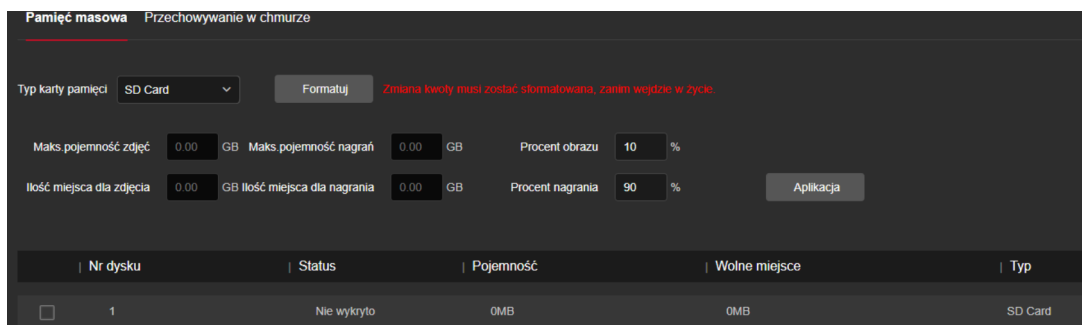 Pamięć masowa Przechowywanie w chmurze
Typ karty pamięci SD Card Formatuj Zmiana kwoty musi zostać sformatowana, zanim wejdzie w życie.
Maks.pojemność zdjęć 0.00 GB Maks.pojemność nagrań 0.00 GB Procent obrazu 10 %
Ilość miejsca dla zdjęcia 0.00 GB Ilość miejsca dla nagrania 0.00 GB Procent nagrania 90 % Aplikacja
Nr dysku Status Pojemność Wolne miejsce Typ
1 Nie wykryto 0MB 0MB SD Card